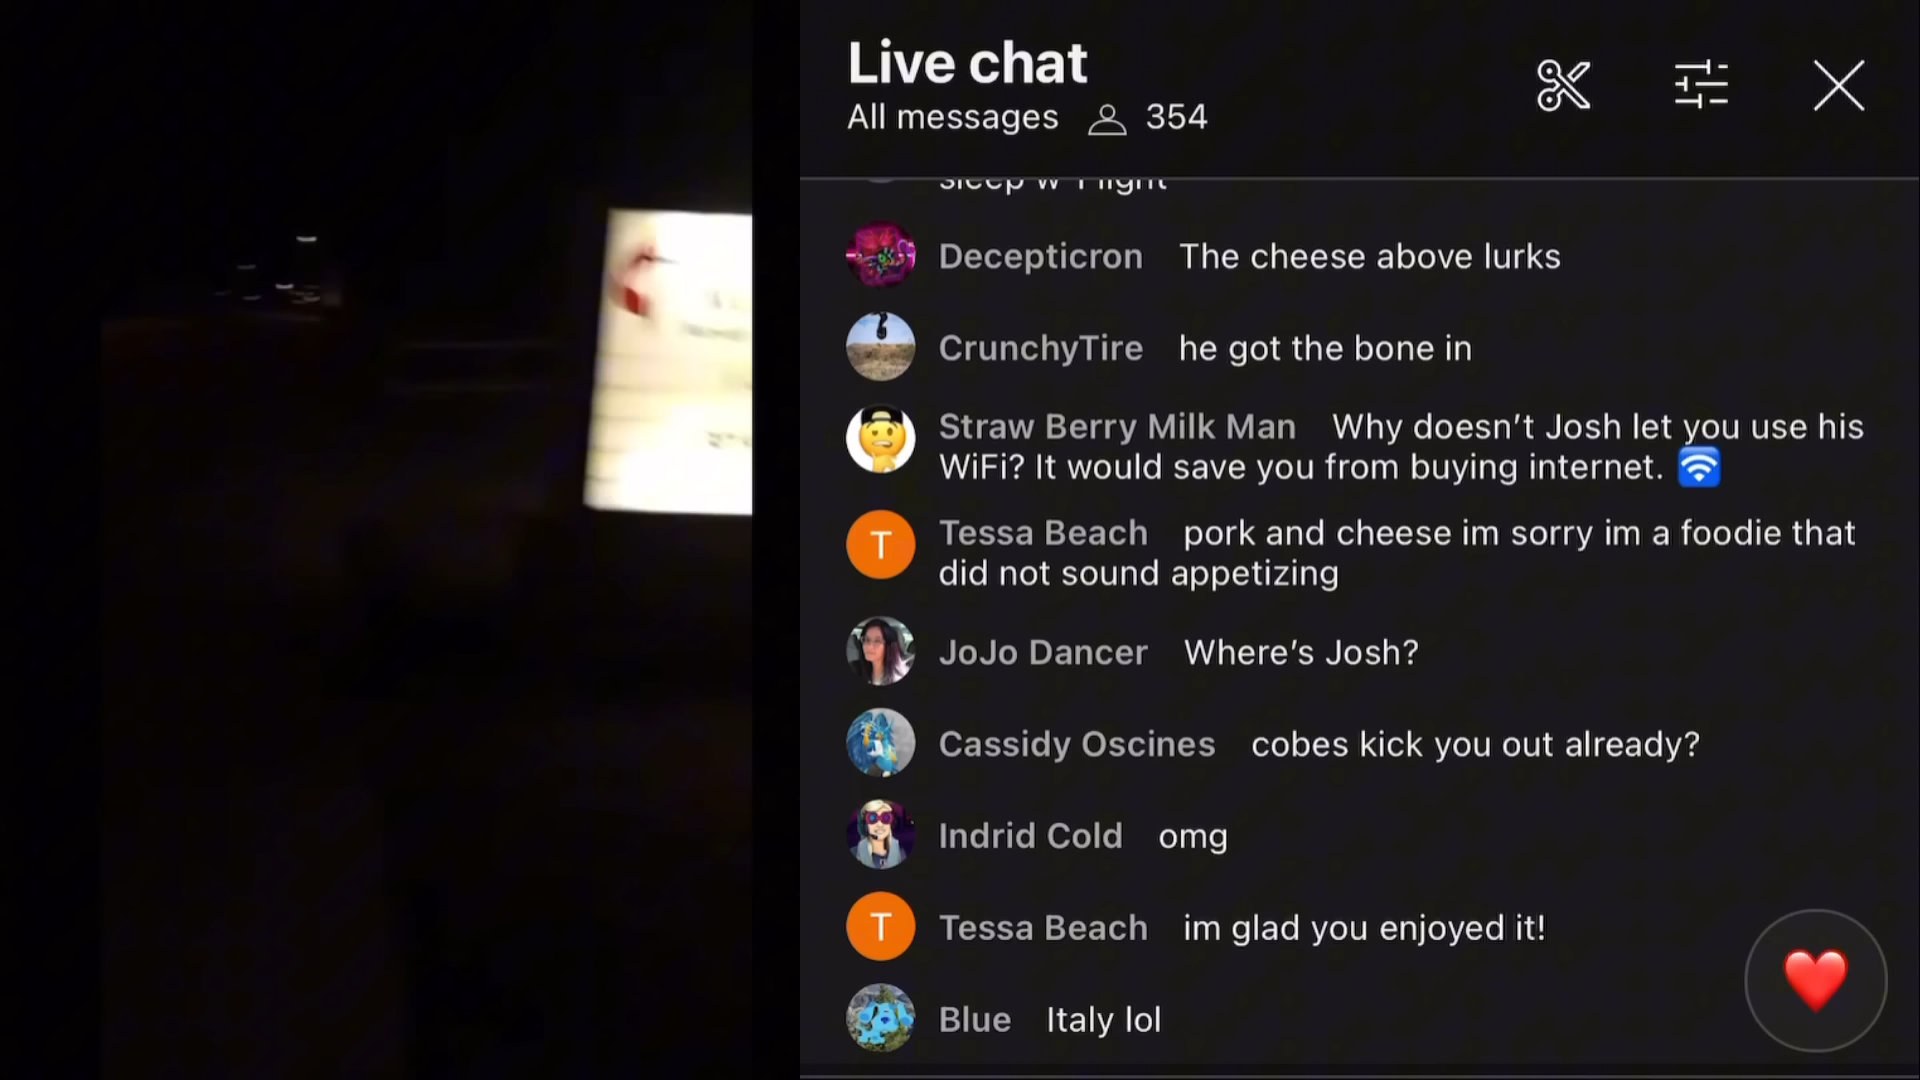 Live chat
All messages 354
sleep w
Decepticron The cheese above lurks
CrunchyTire he got the bone in
Straw Berry Milk Man Why doesn’t Josh let you use his
WiFi? It would save you from buying internet.
T Tessa Beach pork and cheese im sorry im a foodie that
did not sound appetizing
JoJo Dancer Where’s Josh?
Cassidy Oscines cobes kick you out already?
Indrid Cold omg
T Tessa Beach im glad you enjoyed it!
Blue Italy lol